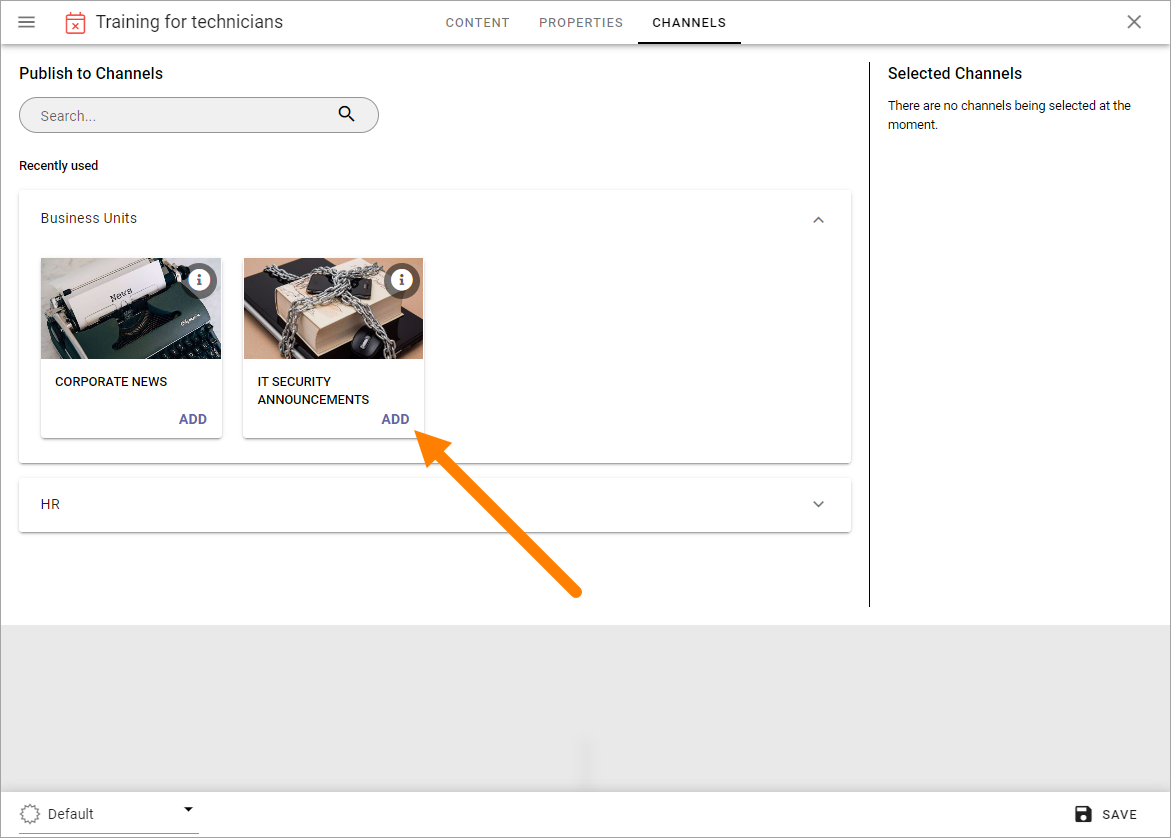 Training for technicians
CONTENT
PROPERTIES
CHANNELS
Publish to Channels
Search...
Recently used
Business Units
News
Olympia
i
i
CORPORATE NEWS
ADD
IT SECURITY
ANNOUNCEMENTS
ADD
HR
Selected Channels
There are no channels being selected at the
moment.
Default
SAVE